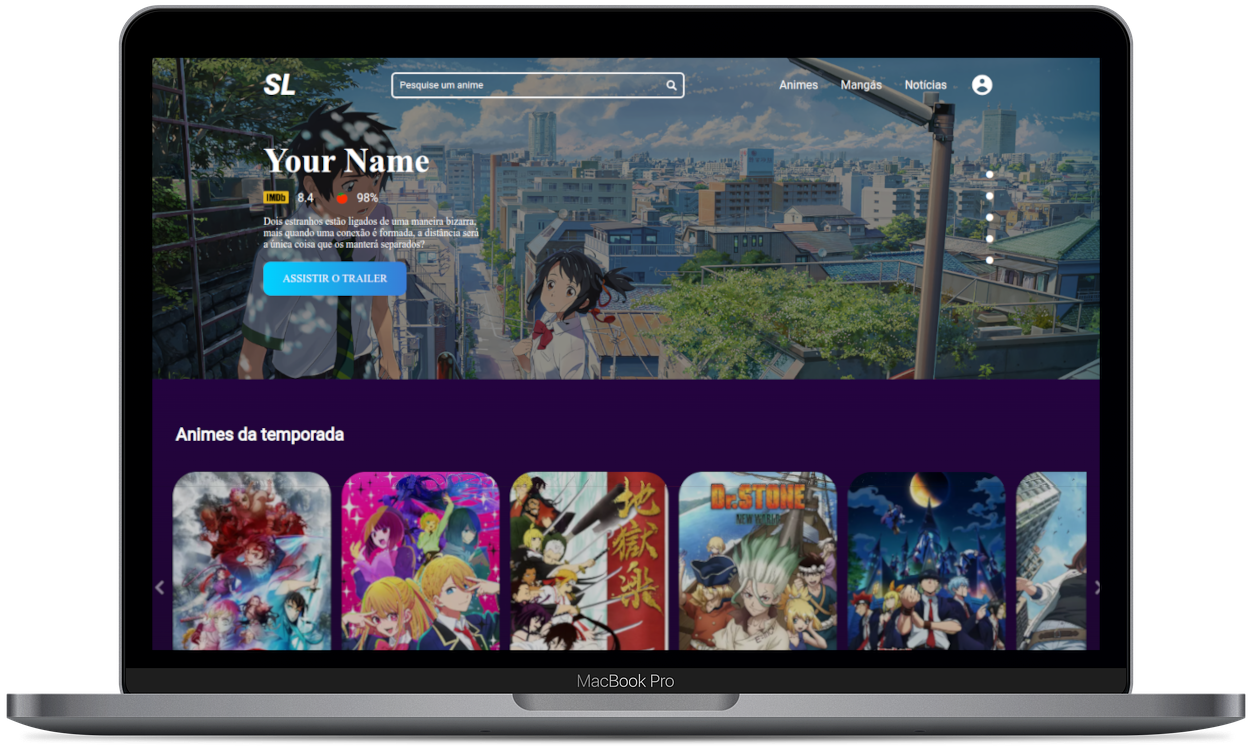 SL
Pesquise um anime
Animes
Mangás
Notícias
Your Name
IMDb 8.4 98%
Dois estranhos estão ligados de uma maneira bizarra,
mais quando uma conexão é formada, a distância será
a única coisa que os manterá separados?
ASSISTIR O TRAILER
Animes da temporada
地獄楽
Dr.STONE
NEW WORLD
MacBook Pro